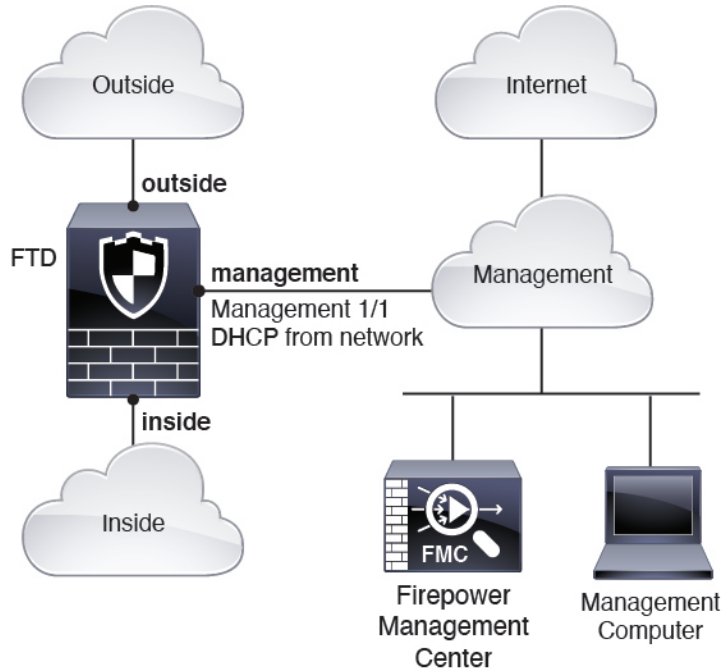 Outside
Internet
outside
FTD
management
Management
Management 1/1
DHCP from network
inside
Inside
FMC
Firepower
Management
Center
Management
Computer